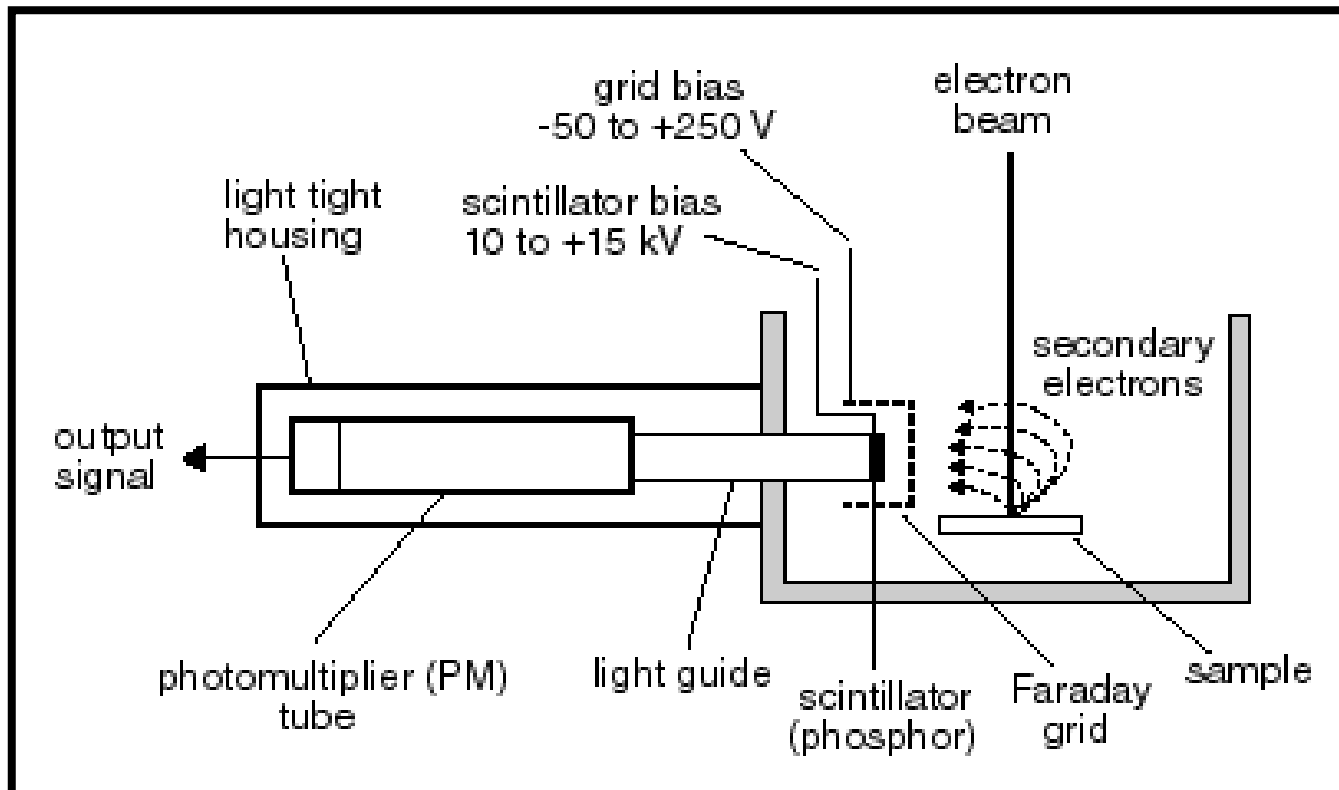 grid bias
-50 to +250 V
electron
beam
light tight
housing
scintillator bias
10 to +15 kV
secondary
electrons
output
signal
photomultiplier (PM)
tube
light guide
scintillator
(phosphor)
Faraday
grid
sample